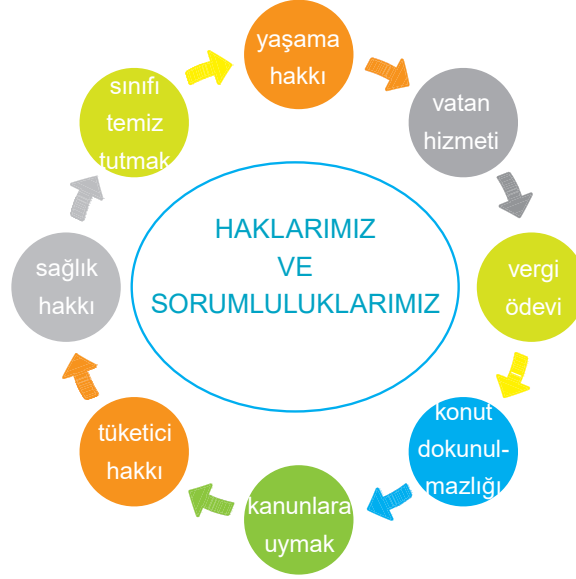 yaşama
hakkı
vatan
hizmeti
vergi
ödevi
konut
dokunul-
mazlığı
kanunlara
uymak
tüketici
hakkı
sağlık
hakkı
sınıfı
temiz
tutmak
HAKLARIMIZ
VE
SORUMLULUKLARIMIZ